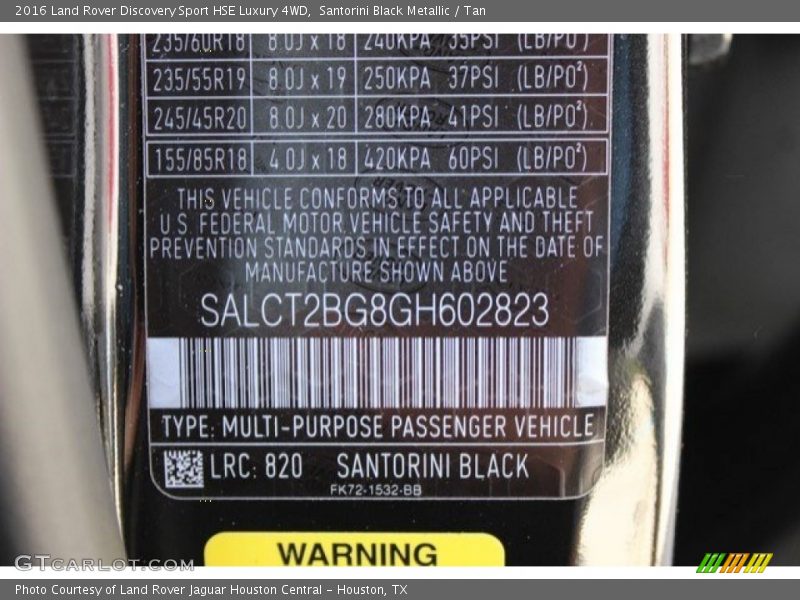 2016 Land Rover Discovery Sport HSE Luxury 4WD,  Santorini Black Metallic / Tan
235/60R18 8.0J x 18 240KPA 35PSI (LB/PO²)
235/55R19 8.0J x 19 250KPA 37PSI (LB/PO²)
245/45R20 8.0J x 20 280KPA 41PSI (LB/PO²)
155/85R18 4.0J x 18 420KPA 60PSI (LB/PO²)
THIS VEHICLE CONFORMS TO ALL APPLICABLE
U.S. FEDERAL MOTOR VEHICLE SAFETY AND THEFT
PREVENTION STANDARDS IN EFFECT ON THE DATE OF
MANUFACTURE SHOWN ABOVE
SALCT2BG8GH602823
TYPE: MULTI-PURPOSE PASSENGER VEHICLE
LRC: 820 SANTORINI BLACK
FK72-1532-BB
WARNING
GTcarlot.com
Photo Courtesy of Land Rover Jaguar Houston Central - Houston, TX